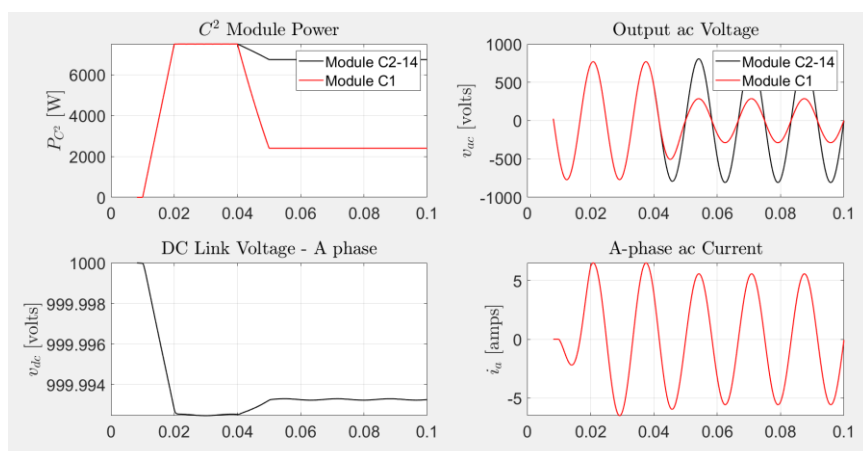 C² Module Power
P_C² [W]
6000
4000
2000
0
Module C2-14
Module C1
0 0.02 0.04 0.06 0.08 0.1
Output ac Voltage
v_ac [volts]
1000
500
0
-500
-1000
Module C2-14
Module C1
0 0.02 0.04 0.06 0.08 0.1
DC Link Voltage - A phase
v_dc [volts]
1000
999.998
999.996
999.994
0 0.02 0.04 0.06 0.08 0.1
A-phase ac Current
i_a [amps]
5
0
-5
0 0.02 0.04 0.06 0.08 0.1